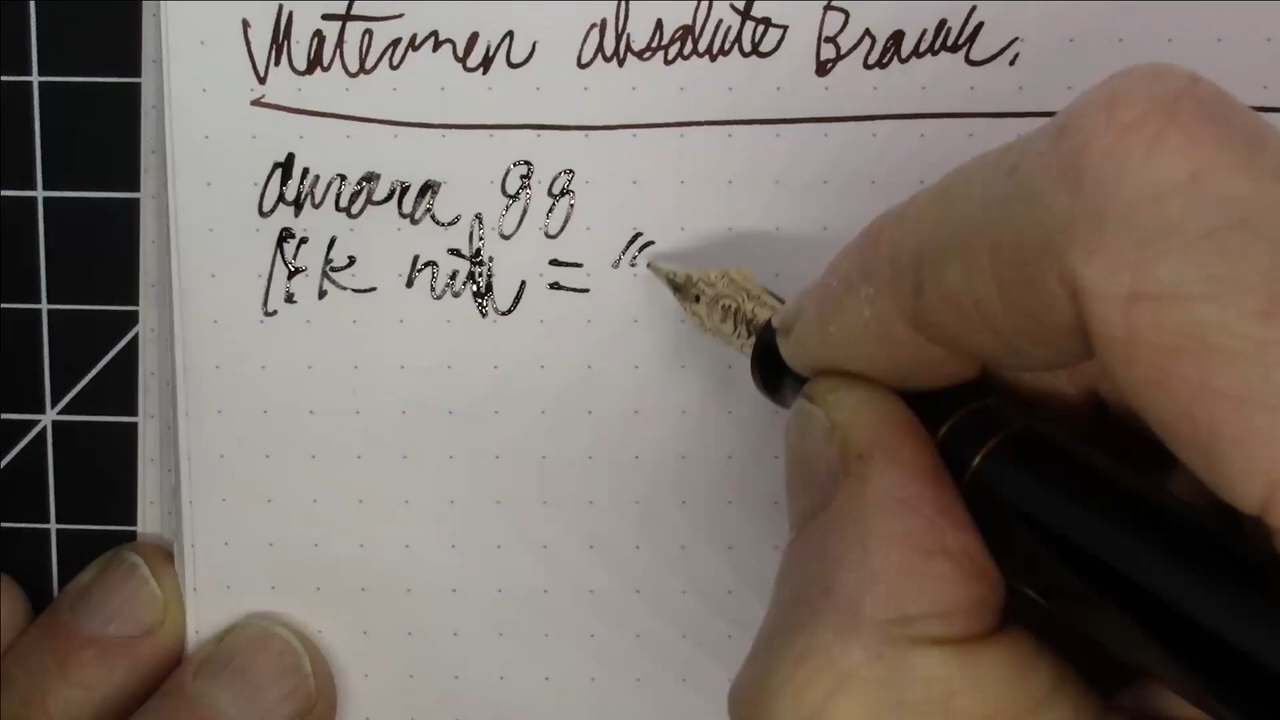 Waterman absolute Brown.
aurora 88
14k nib = "